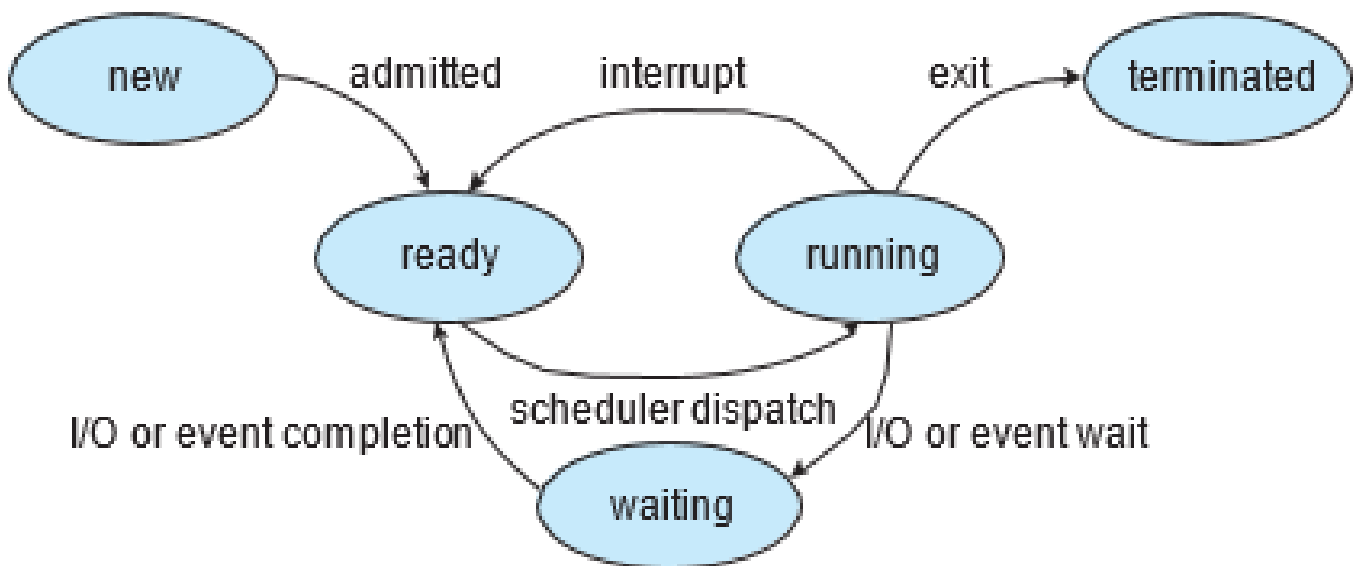 new
admitted
interrupt
exit
terminated
ready
running
scheduler dispatch
I/O or event completion
I/O or event wait
waiting